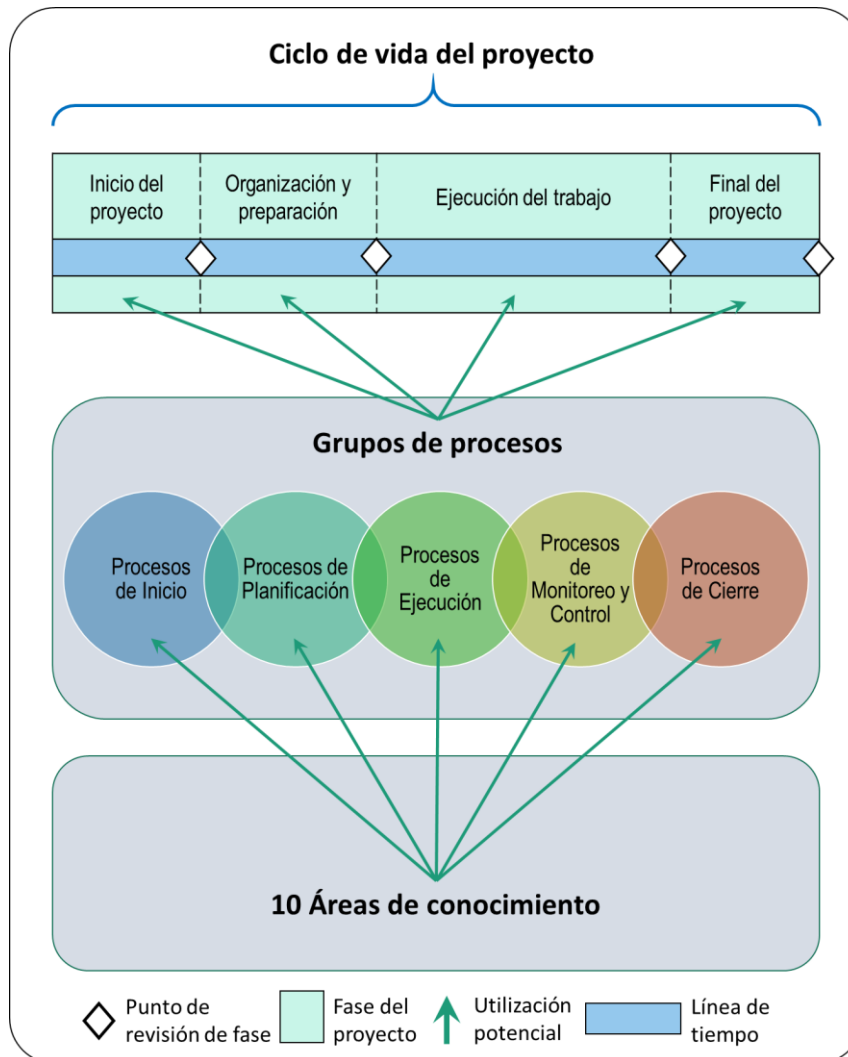 Ciclo de vida del proyecto
Inicio del
proyecto
Organización y
preparación
Ejecución del trabajo
Final del
proyecto
Grupos de procesos
Procesos
de Inicio
Procesos de
Planificación
Procesos
de
Ejecución
Procesos
de
Monitoreo y
Control
Procesos
de Cierre
10 Áreas de conocimiento
Punto de
revisión de fase
Fase del
proyecto
Utilización
potencial
Línea de
tiempo